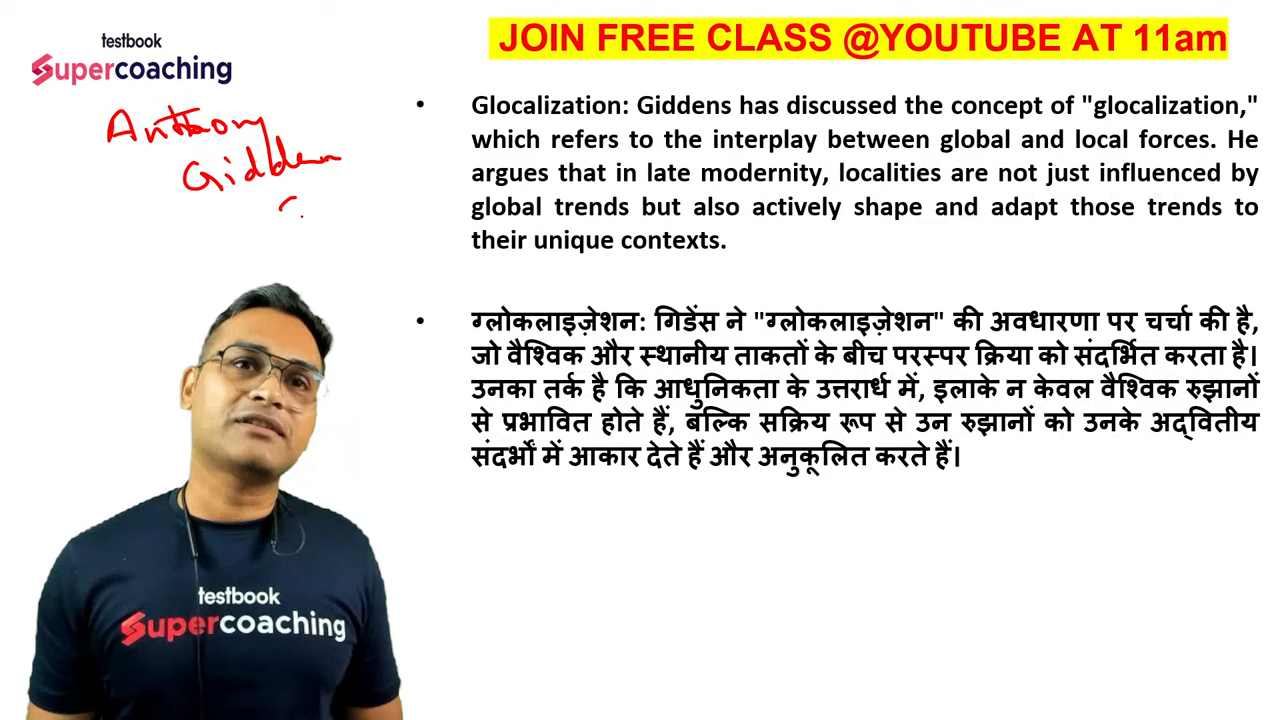 testbook
Supercoaching
JOIN FREE CLASS @YOUTUBE AT 11am
Anthony
Gidden
• Glocalization: Giddens has discussed the concept of "glocalization,"
which refers to the interplay between global and local forces. He
argues that in late modernity, localities are not just influenced by
global trends but also actively shape and adapt those trends to
their unique contexts.
• ग्लोकलाइज़ेशन: गिडेंस ने "ग्लोकलाइज़ेशन" की अवधारणा पर चर्चा की है,
जो वैश्विक और स्थानीय ताकतों के बीच परस्पर क्रिया को संदर्भित करता है।
उनका तर्क है कि आधुनिकता के उत्तरार्ध में, इलाके न केवल वैश्विक रुझानों
से प्रभावित होते हैं, बल्कि सक्रिय रूप से उन रुझानों को उनके अद्वितीय
संदर्भों में आकार देते हैं और अनुकूलित करते हैं।
testbook
Supercoaching